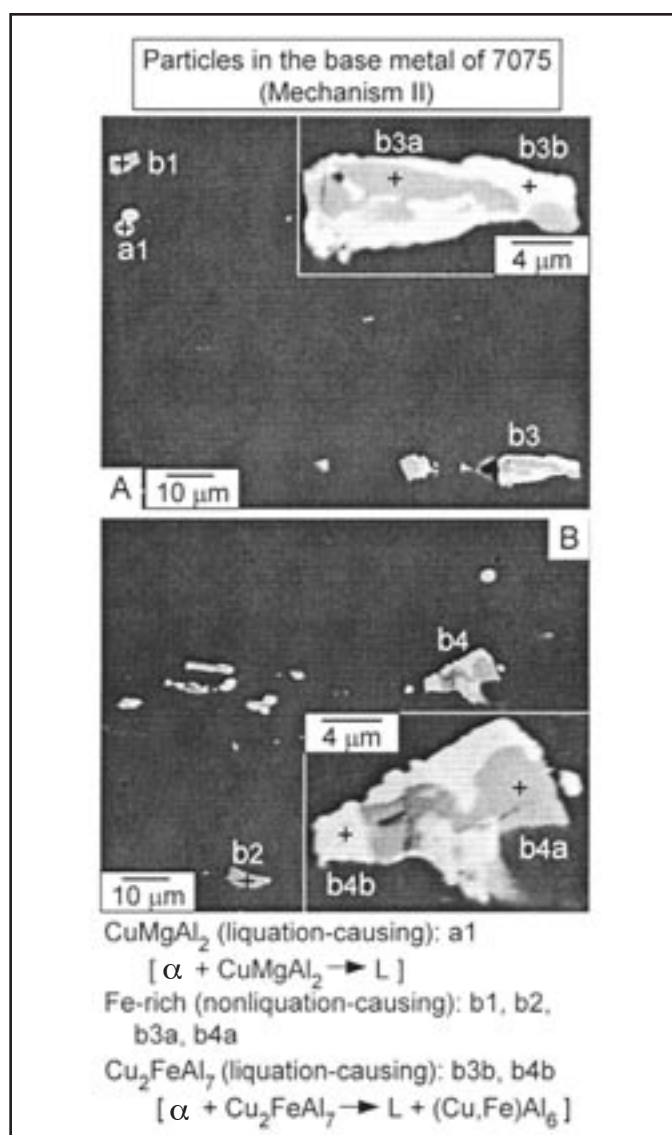 Particles in the base metal of 7075
(Mechanism II)
b1
a1
b3a
b3b
4 μm
b3
A
10 μm
B
b4
4 μm
b4a
b4b
b2
10 μm
CuMgAl₂ (liquation-causing): a1
[ α + CuMgAl₂ → L ]
Fe-rich (nonliquation-causing): b1, b2,
b3a, b4a
Cu₂FeAl₇ (liquation-causing): b3b, b4b
[ α + Cu₂FeAl₇ → L + (Cu,Fe)Al₆ ]